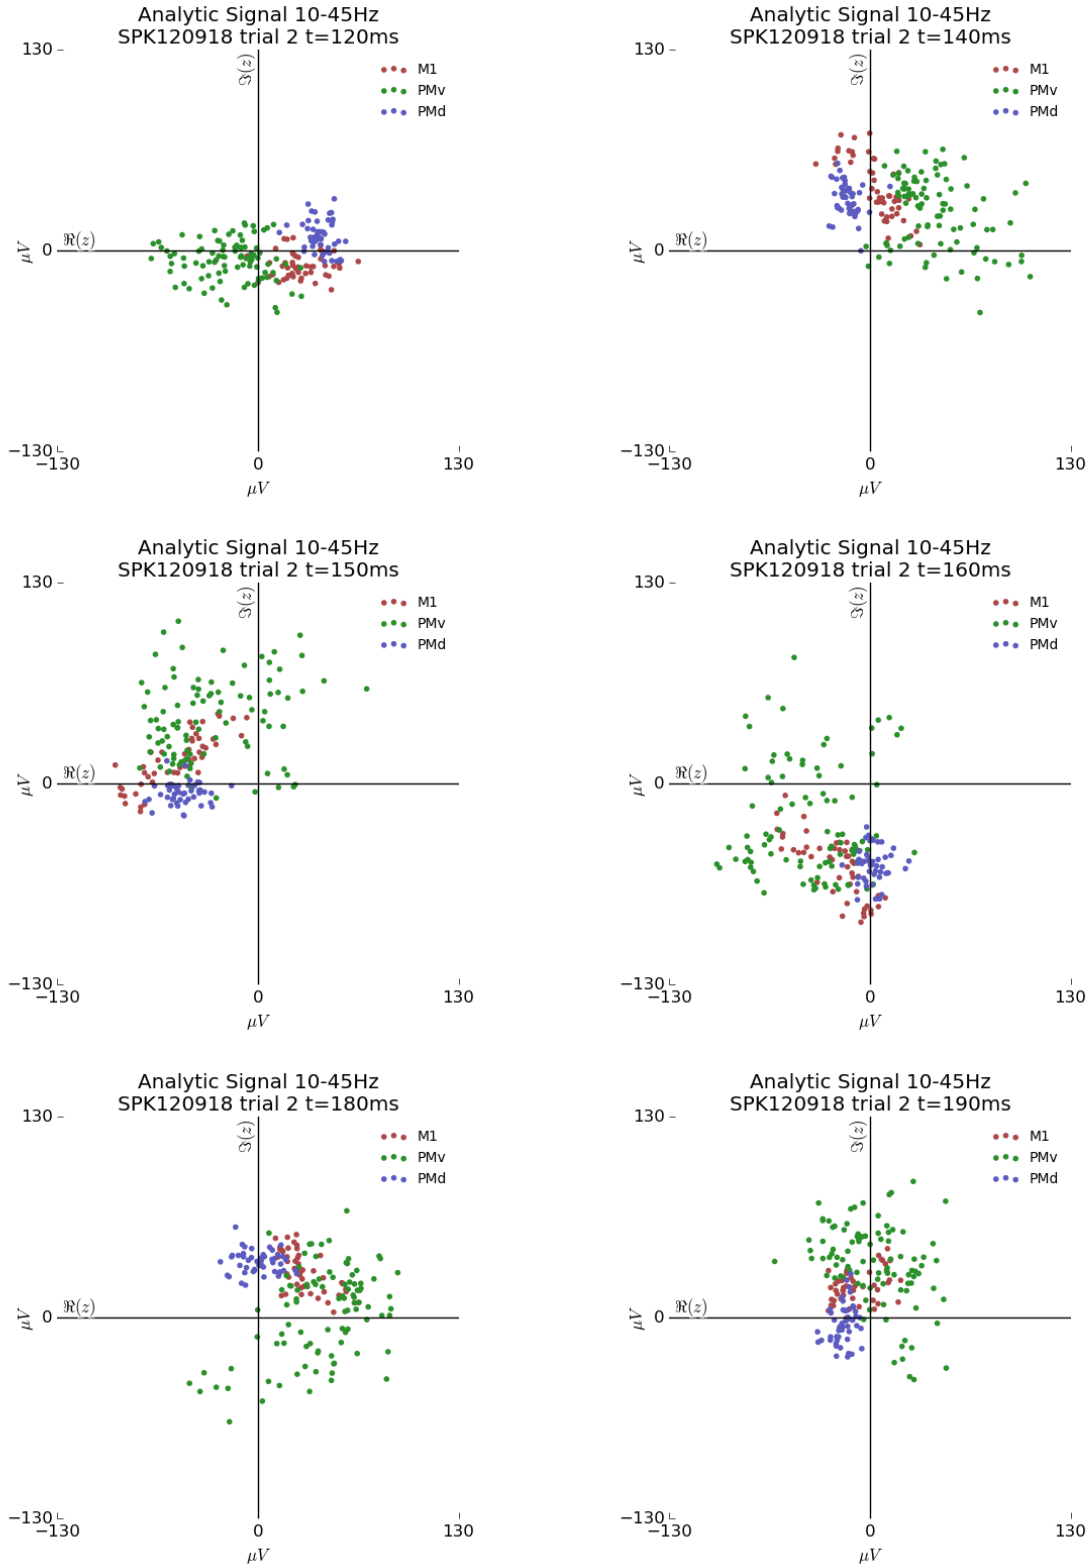 Analytic Signal 10-45Hz
SPK120918 trial 2 t=120ms
130
ℑ(z)
M1
PMv
PMd
ℜ(z)
μV
0
−130
−130
0
130
μV
Analytic Signal 10-45Hz
SPK120918 trial 2 t=140ms
130
ℑ(z)
M1
PMv
PMd
ℜ(z)
μV
0
−130
−130
0
130
μV
Analytic Signal 10-45Hz
SPK120918 trial 2 t=150ms
130
ℑ(z)
M1
PMv
PMd
ℜ(z)
μV
0
−130
−130
0
130
μV
Analytic Signal 10-45Hz
SPK120918 trial 2 t=160ms
130
ℑ(z)
M1
PMv
PMd
ℜ(z)
μV
0
−130
−130
0
130
μV
Analytic Signal 10-45Hz
SPK120918 trial 2 t=180ms
130
ℑ(z)
M1
PMv
PMd
ℜ(z)
μV
0
−130
−130
0
130
μV
Analytic Signal 10-45Hz
SPK120918 trial 2 t=190ms
130
ℑ(z)
M1
PMv
PMd
ℜ(z)
μV
0
−130
−130
0
130
μV